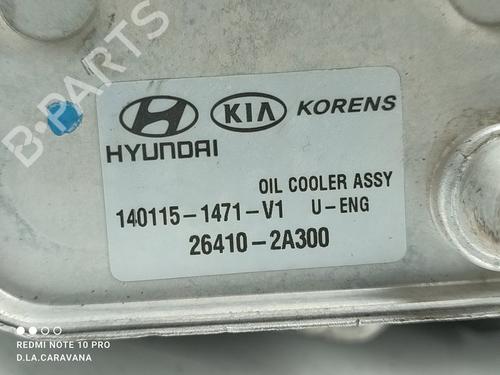 B-PARTS
KIA KORENS
HYUNDAI
OIL COOLER ASSY
140115-1471-V1 U-ENG
26410-2A300
REDMI NOTE 10 PRO
D.LA.CARAVANA